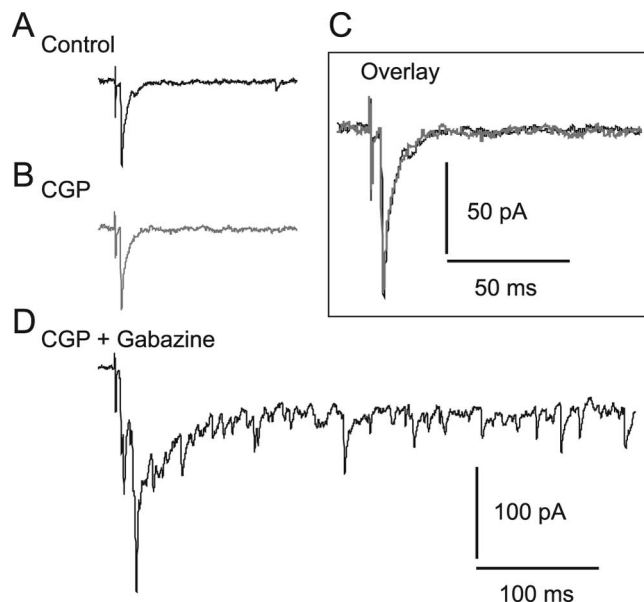 A
Control
B
CGP
C
Overlay
50 pA
50 ms
D
CGP + Gabazine
100 pA
100 ms